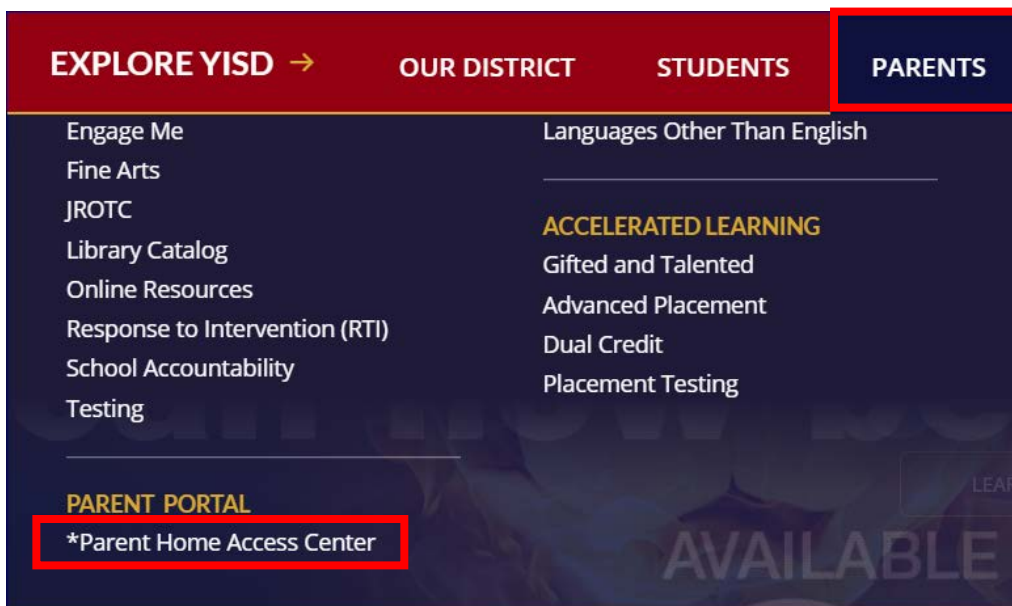 EXPLORE YISD →
OUR DISTRICT
STUDENTS
PARENTS
Engage Me
Fine Arts
JROTC
Library Catalog
Online Resources
Response to Intervention (RTI)
School Accountability
Testing
PARENT PORTAL
*Parent Home Access Center
Languages Other Than English
ACCELERATED LEARNING
Gifted and Talented
Advanced Placement
Dual Credit
Placement Testing
AVAILABLE